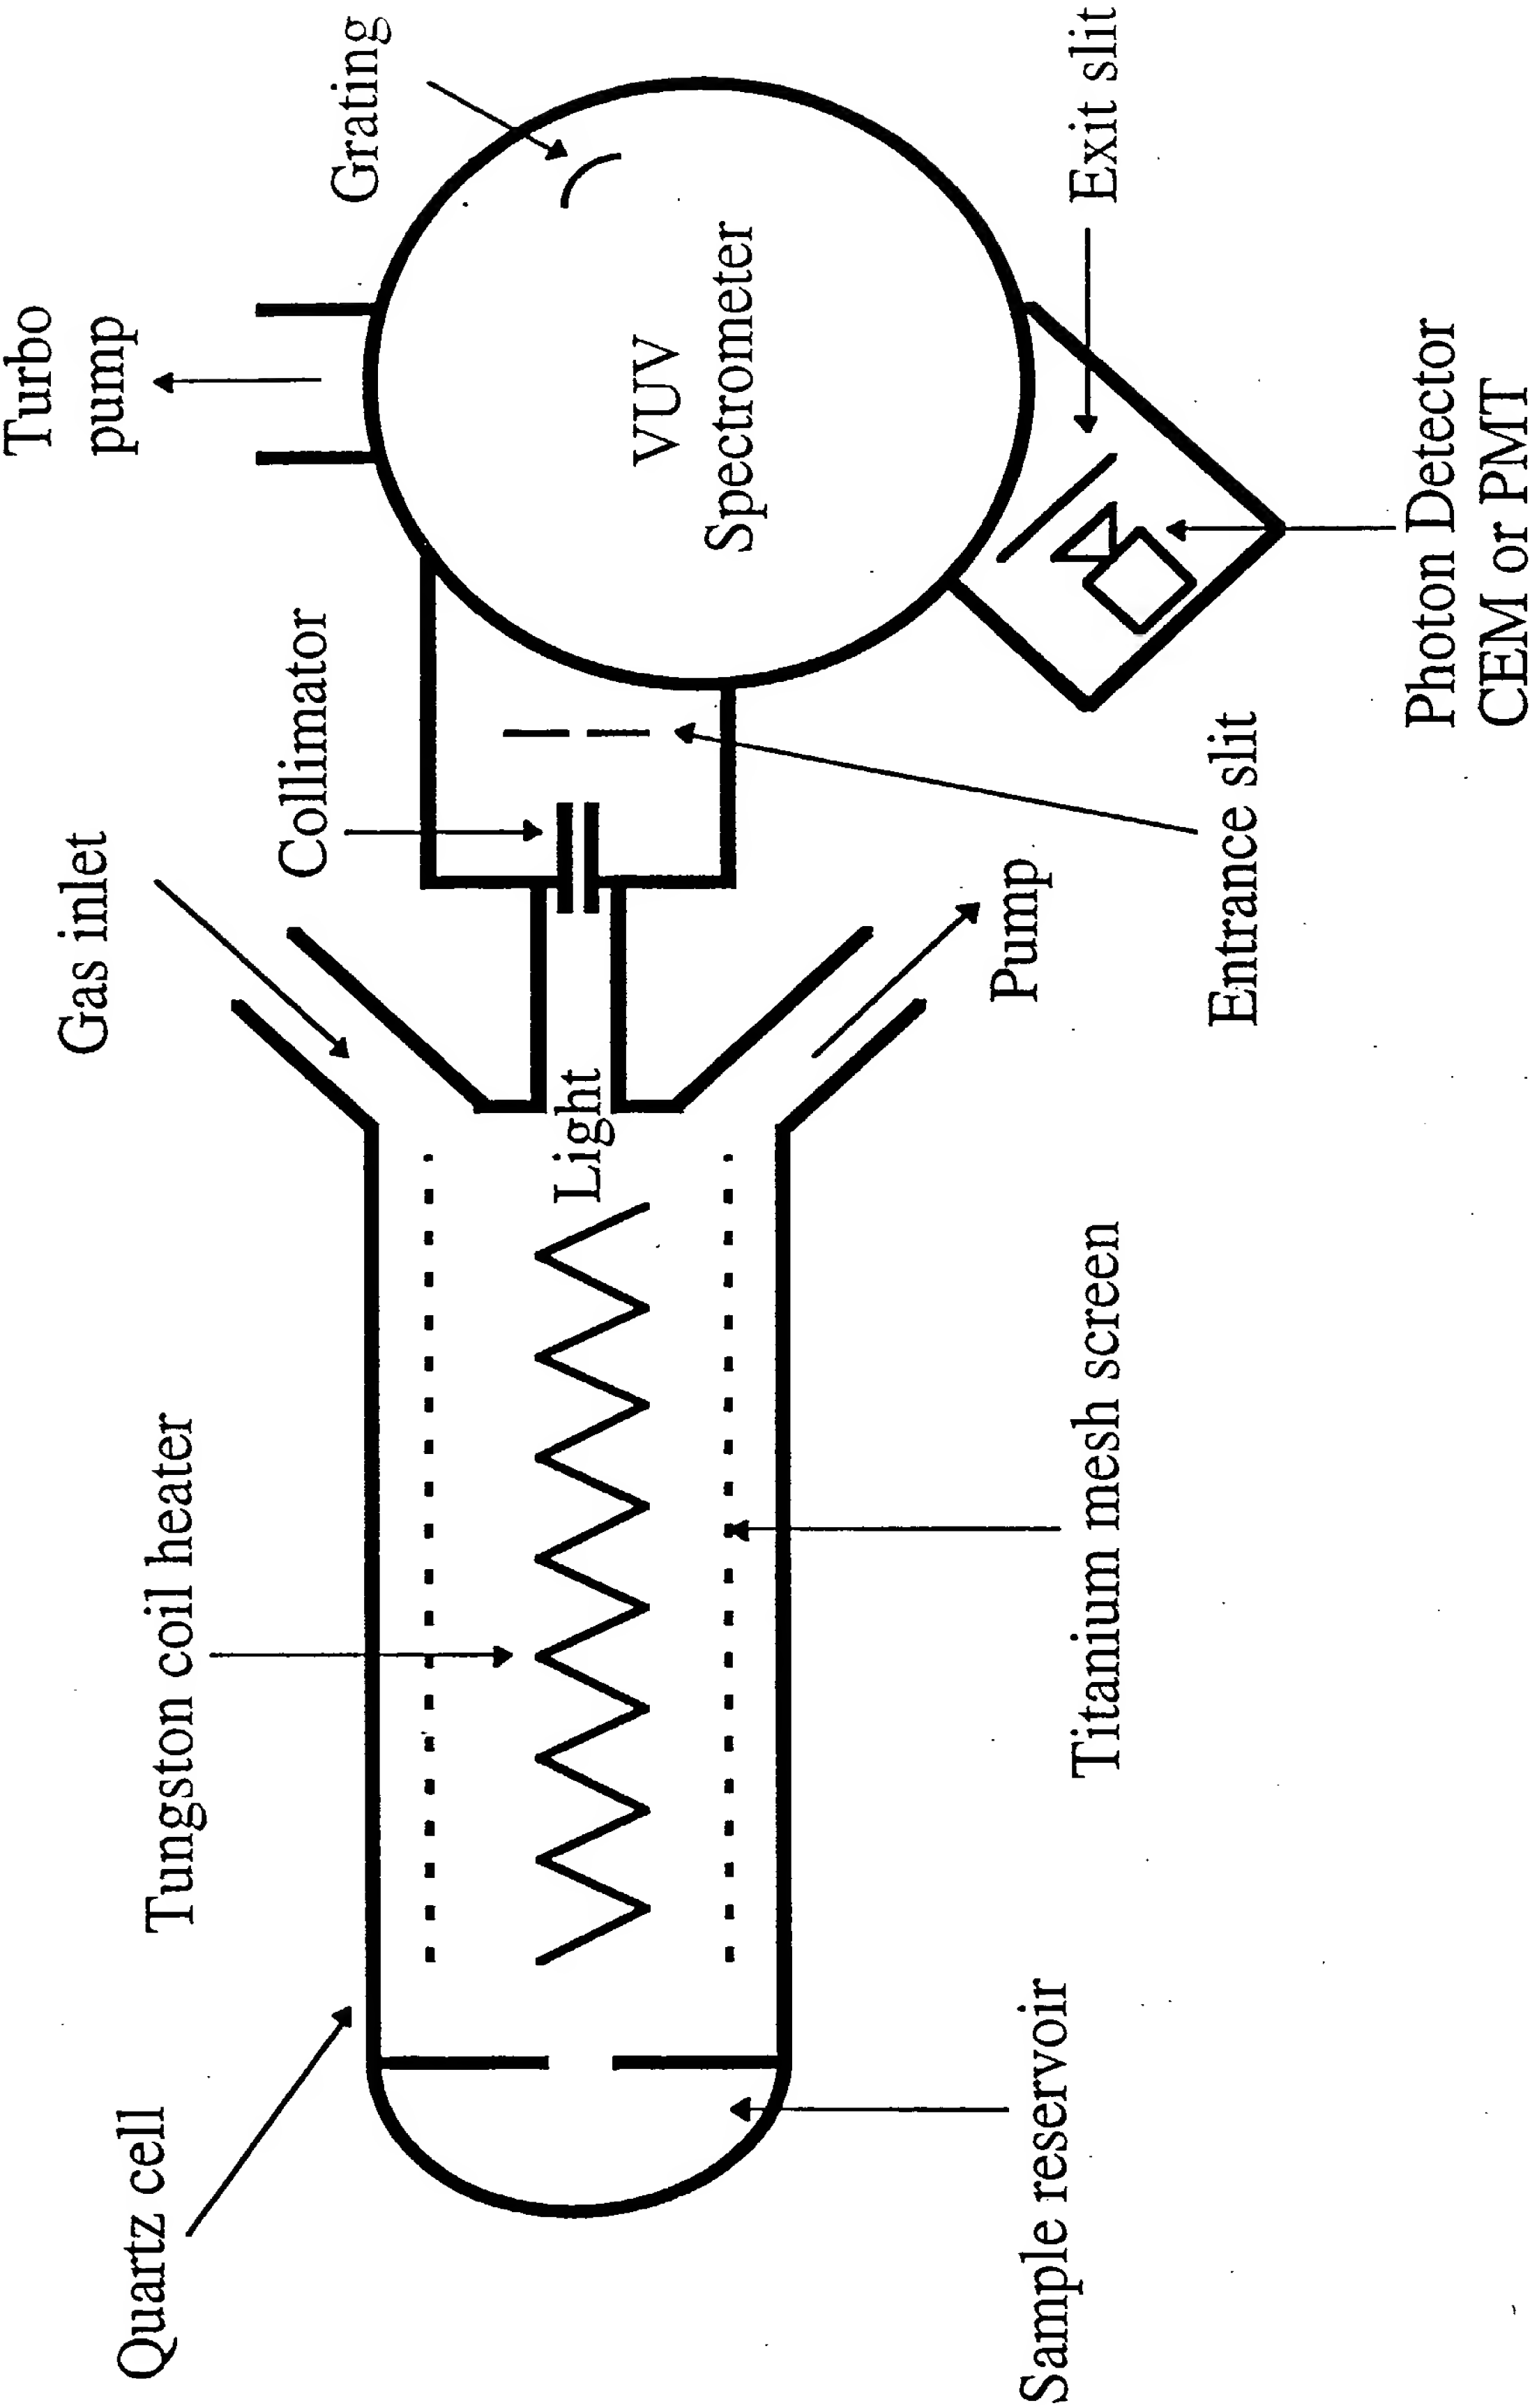 Turbo
pump
Grating
Gas inlet
Collimator
Tungston coil heater
Quartz cell
VUV
Spectrometer
Light
Exit slit
Pump
Entrance slit
Photon Detector
CEM or PMT
Titanium mesh screen
Sample reservoir